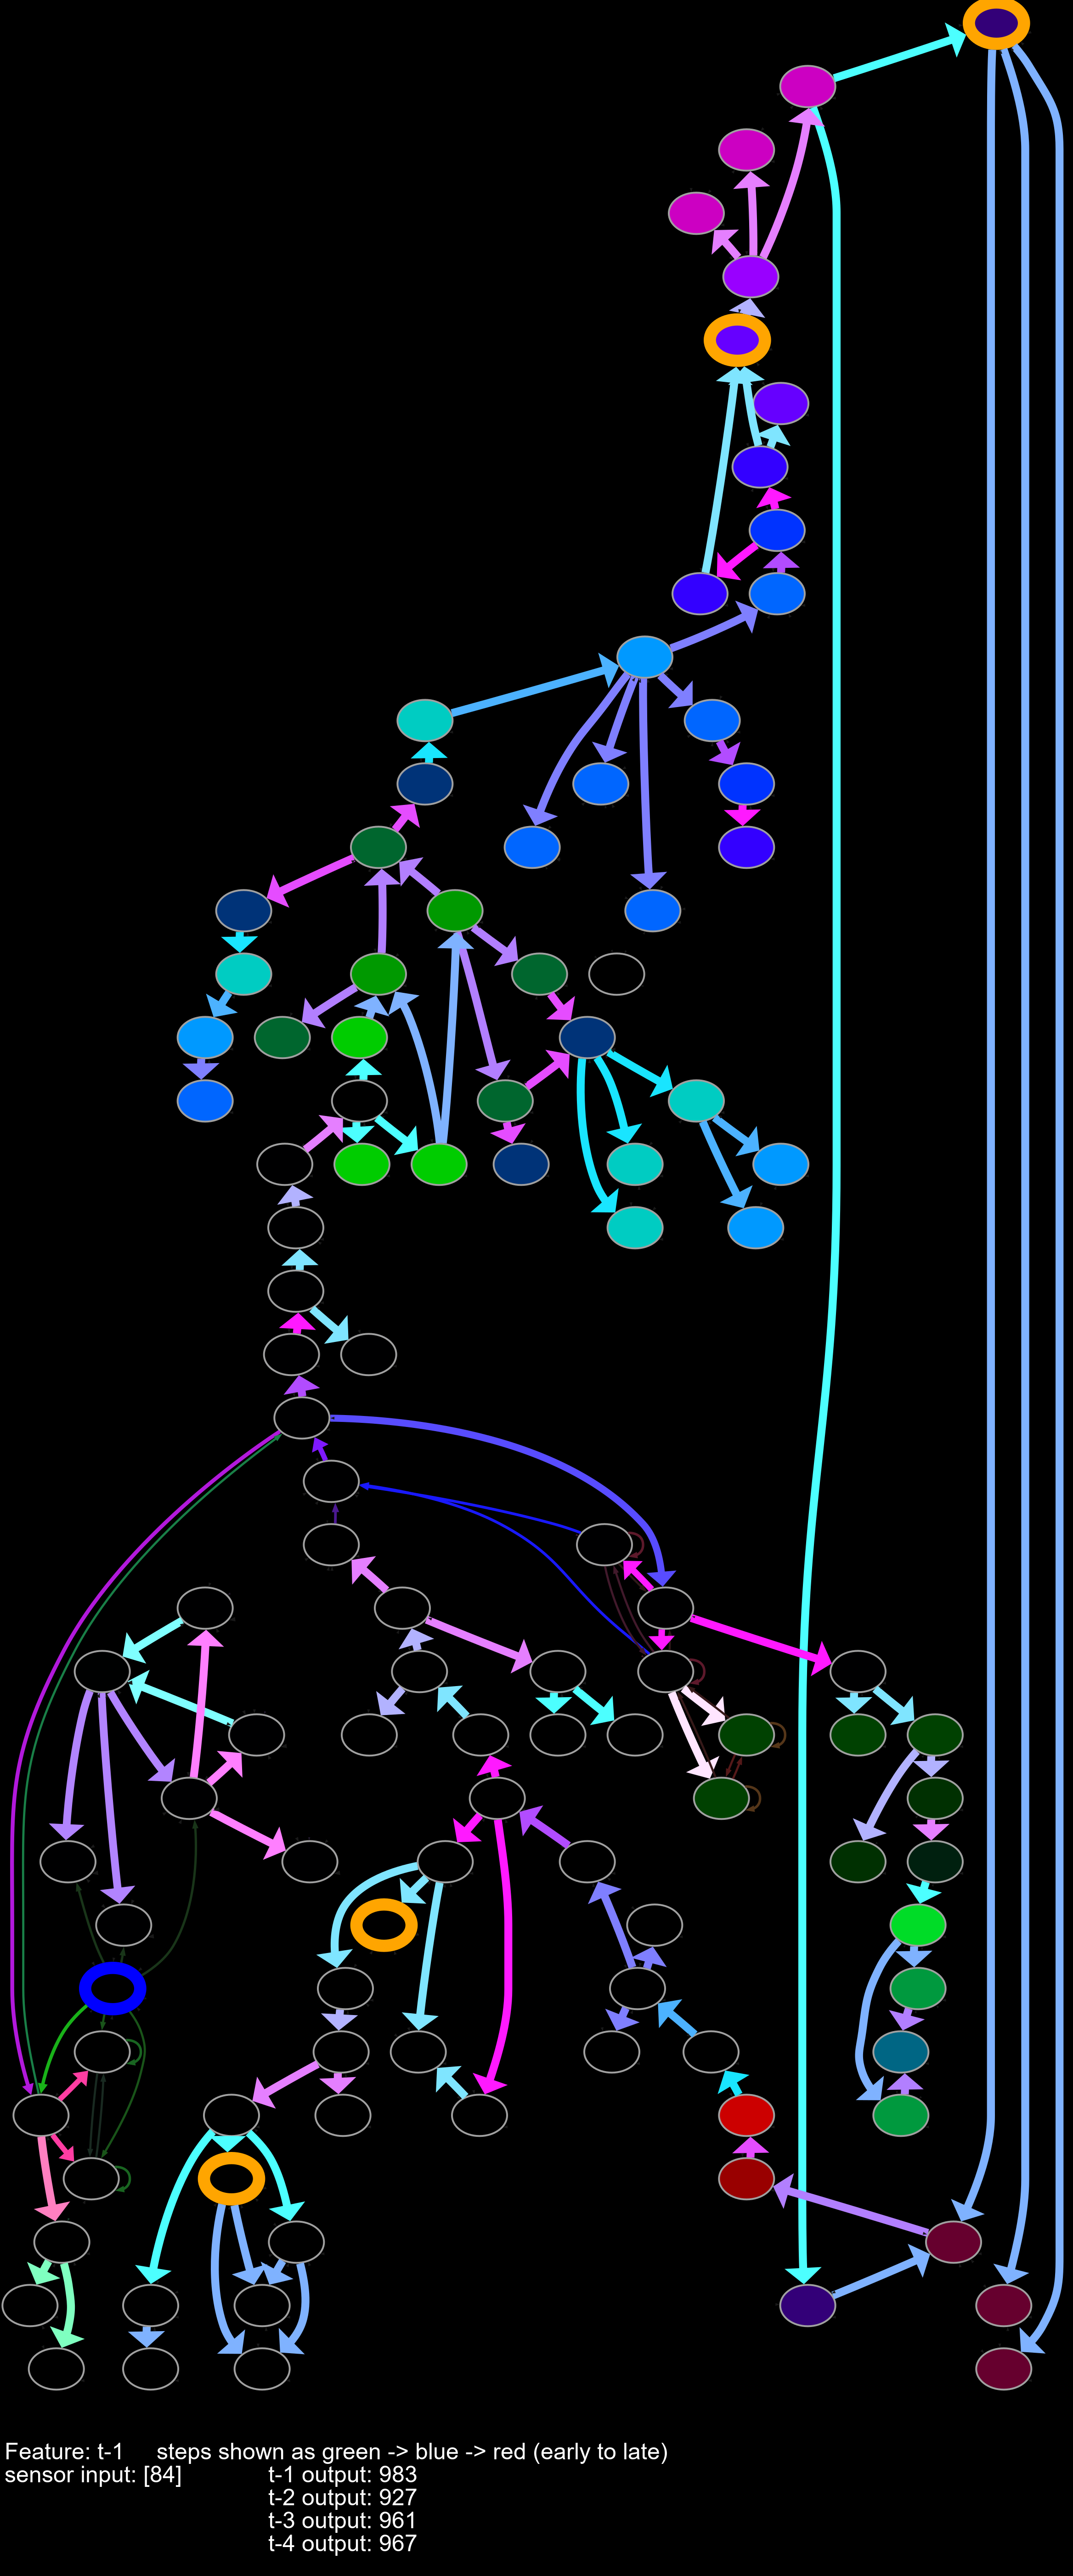 Feature: t-1 steps shown as green -> blue -> red (early to late)
sensor input: [84] t-1 output: 983
t-2 output: 927
t-3 output: 961
t-4 output: 967